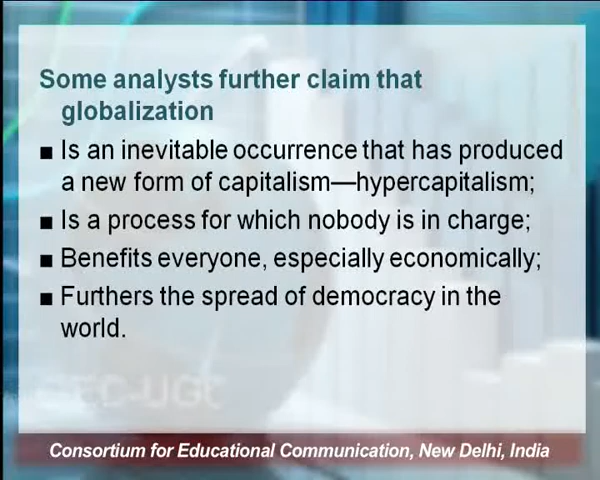 Some analysts further claim that
globalization
■ Is an inevitable occurrence that has produced
a new form of capitalism—hypercapitalism;
■ Is a process for which nobody is in charge;
■ Benefits everyone, especially economically;
■ Furthers the spread of democracy in the
world.
CEC-UGC
Consortium for Educational Communication, New Delhi, India